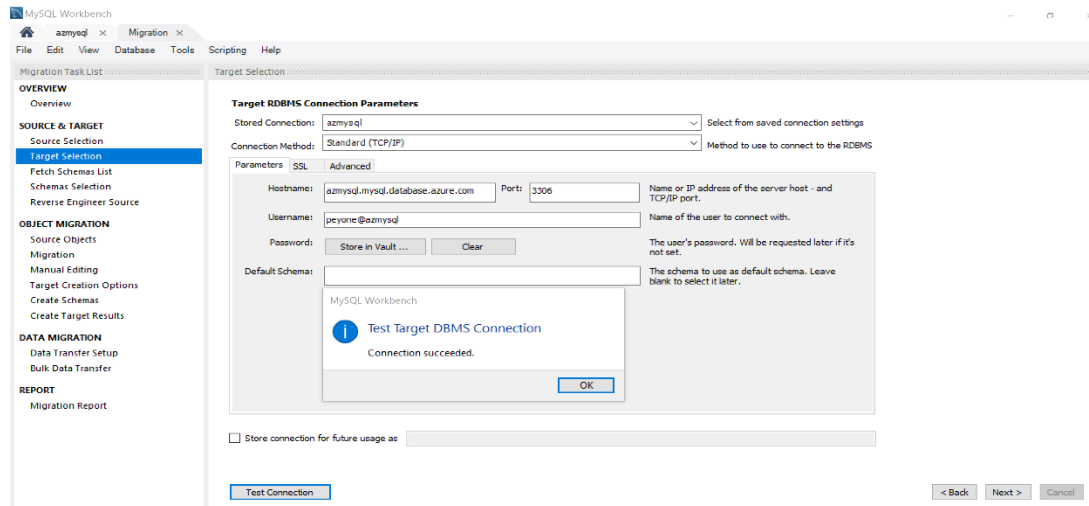 MySQL Workbench
azmysql × Migration ×
File Edit View Database Tools Scripting Help
Migration Task List
Target Selection
OVERVIEW
Overview
SOURCE & TARGET
Source Selection
Target Selection
Fetch Schemas List
Schemas Selection
Reverse Engineer Source
OBJECT MIGRATION
Source Objects
Migration
Manual Editing
Target Creation Options
Create Schemas
Create Target Results
DATA MIGRATION
Data Transfer Setup
Bulk Data Transfer
REPORT
Migration Report
Target RDBMS Connection Parameters
Stored Connection: azmysql Select from saved connection settings
Connection Method: Standard (TCP/IP) Method to use to connect to the RDBMS
Parameters SSL Advanced
Hostname: azmysql.mysql.database.azure.com Port: 3306 Name or IP address of the server host - and
TCP/IP port.
Username: peyone@azmysql Name of the user to connect with.
Password: Store in Vault ... Clear The user's password. Will be requested later if it's
not set.
Default Schema: The schema to use as default schema. Leave
blank to select it later.
MySQL Workbench
Test Target DBMS Connection
Connection succeeded.
OK
Store connection for future usage as
Test Connection < Back Next > Cancel